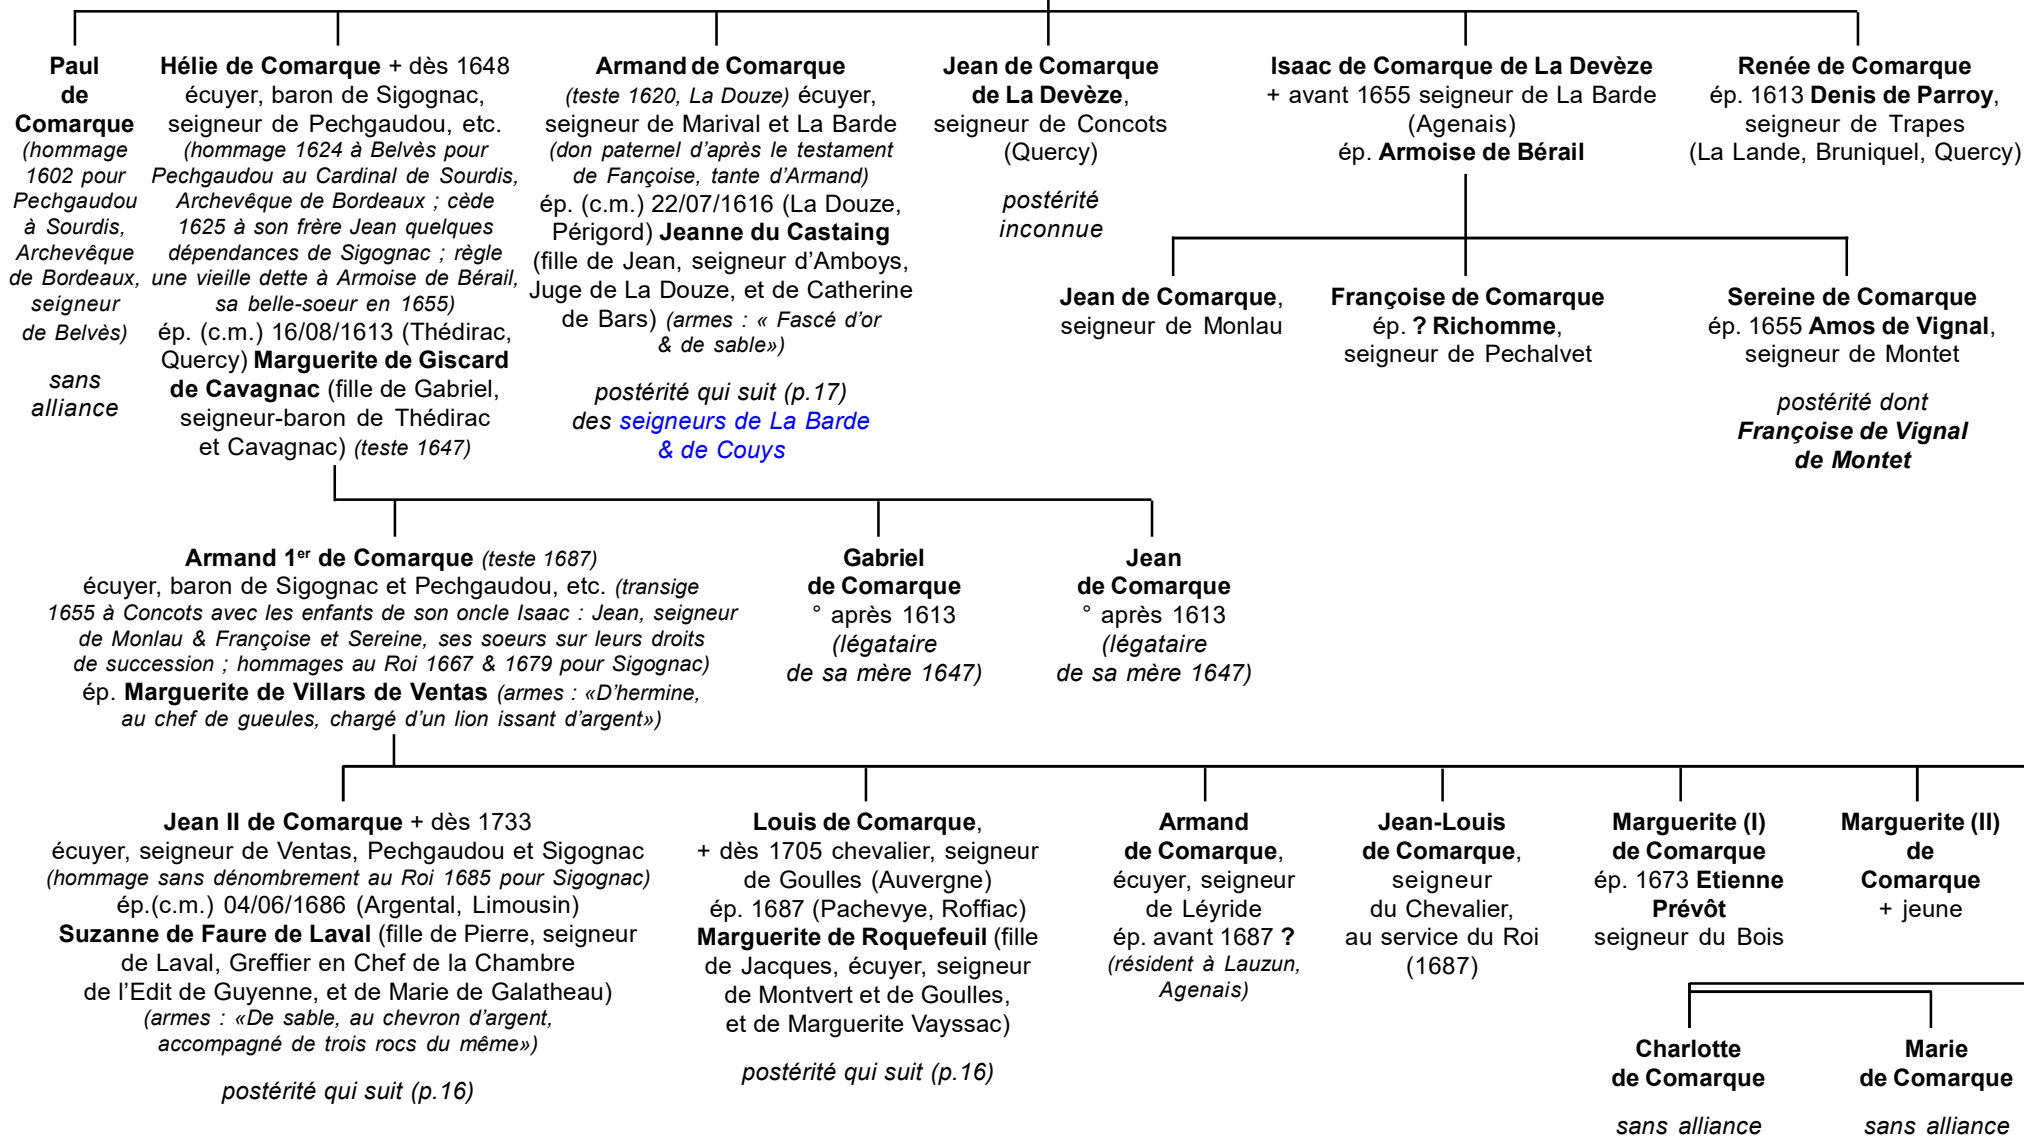 Paul
de
Comarque
(hommage
1602 pour
Pechgaudou
à Sourdis,
Archevêque
de Bordeaux,
seigneur
de Belvès)
sans
alliance
Hélie de Comarque + dès 1648
écuyer, baron de Sigognac,
seigneur de Pechgaudou, etc.
(hommage 1624 à Belvès pour
Pechgaudou au Cardinal de Sourdis,
Archevêque de Bordeaux ; cède
1625 à son frère Jean quelques
dépendances de Sigognac ; règle
une vieille dette à Armoise de Bérail,
sa belle-soeur en 1655)
ép. (c.m.) 16/08/1613 (Thédirac,
Quercy) Marguerite de Giscard
de Cavagnac (fille de Gabriel,
seigneur-baron de Thédirac
et Cavagnac) (teste 1647)
Armand de Comarque
(teste 1620, La Douze) écuyer,
seigneur de Marival et La Barde
(don paternel d'après le testament
de Fançoise, tante d'Armand)
ép. (c.m.) 22/07/1616 (La Douze,
Périgord) Jeanne du Castaing
(fille de Jean, seigneur d'Amboys,
Juge de La Douze, et de Catherine
de Bars) (armes : « Fascé d'or
& de sable»)
postérité qui suit (p.17)
des seigneurs de La Barde
& de Couys
Jean de Comarque
de La Devèze,
seigneur de Concots
(Quercy)
postérité
inconnue
Isaac de Comarque de La Devèze
+ avant 1655 seigneur de La Barde
(Agenais)
ép. Armoise de Bérail
Renée de Comarque
ép. 1613 Denis de Parroy,
seigneur de Trapes
(La Lande, Bruniquel, Quercy)
Jean de Comarque,
seigneur de Monlau
Françoise de Comarque
ép. ? Richomme,
seigneur de Pechalvet
Sereine de Comarque
ép. 1655 Amos de Vignal,
seigneur de Montet
postérité dont
Françoise de Vignal
de Montet
Armand 1er de Comarque (teste 1687)
écuyer, baron de Sigognac et Pechgaudou, etc. (transige
1655 à Concots avec les enfants de son oncle Isaac : Jean, seigneur
de Monlau & Françoise et Sereine, ses soeurs sur leurs droits
de succession ; hommages au Roi 1667 & 1679 pour Sigognac)
ép. Marguerite de Villars de Ventas (armes : «D'hermine,
au chef de gueules, chargé d'un lion issant d'argent»)
Gabriel
de Comarque
° après 1613
(légataire
de sa mère 1647)
Jean
de Comarque
° après 1613
(légataire
de sa mère 1647)
Jean II de Comarque + dès 1733
écuyer, seigneur de Ventas, Pechgaudou et Sigognac
(hommage sans dénombrement au Roi 1685 pour Sigognac)
ép.(c.m.) 04/06/1686 (Argental, Limousin)
Suzanne de Faure de Laval (fille de Pierre, seigneur
de Laval, Greffier en Chef de la Chambre
de l'Edit de Guyenne, et de Marie de Galatheau)
(armes : «De sable, au chevron d'argent,
accompagné de trois rocs du même»)
postérité qui suit (p.16)
Louis de Comarque,
+ dès 1705 chevalier, seigneur
de Goulles (Auvergne)
ép. 1687 (Pachevye, Roffiac)
Marguerite de Roquefeuil (fille
de Jacques, écuyer, seigneur
de Montvert et de Goulles,
et de Marguerite Vayssac)
postérité qui suit (p.16)
Armand
de Comarque,
écuyer, seigneur
de Léyride
ép. avant 1687 ?
(résident à Lauzun,
Agenais)
Jean-Louis
de Comarque,
seigneur
du Chevalier,
au service du Roi
(1687)
Marguerite (I)
de Comarque
ép. 1673 Etienne
Prévôt
seigneur du Bois
Marguerite (II)
de
Comarque
+ jeune
Charlotte
de Comarque
sans alliance
Marie
de Comarque
sans alliance